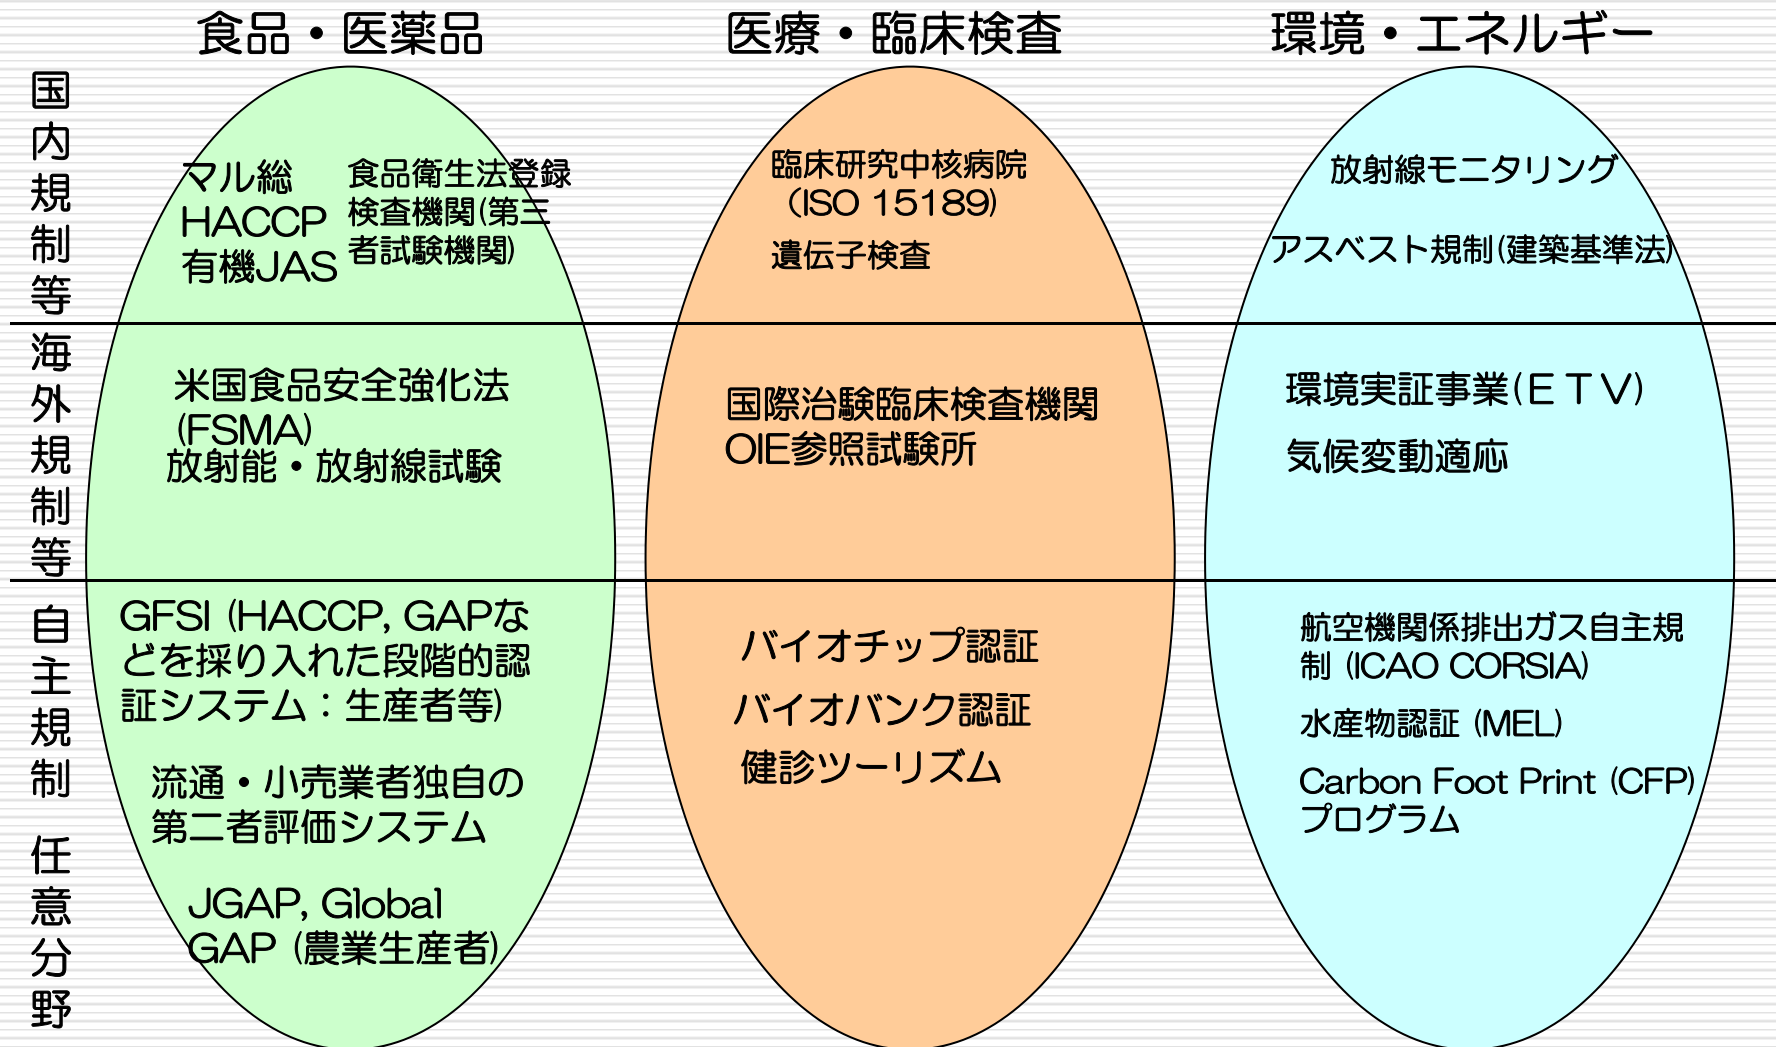 食品・医薬品
医療・臨床検査
環境・エネルギー
国内規制等
マル総
HACCP
有機JAS
食品衛生法登録
検査機関(第三
者試験機関)
臨床研究中核病院
(ISO 15189)
遺伝子検査
放射線モニタリング
アスベスト規制(建築基準法)
海外規制等
米国食品安全強化法
(FSMA)
放射能・放射線試験
国際治験臨床検査機関
OIE参照試験所
環境実証事業(ＥＴＶ)
気候変動適応
自主規制 任意分野
GFSI (HACCP, GAPな
どを採り入れた段階的認
証システム：生産者等)
流通・小売業者独自の
第二者評価システム
JGAP, Global
GAP (農業生産者)
バイオチップ認証
バイオバンク認証
健診ツーリズム
航空機関係排出ガス自主規
制 (ICAO CORSIA)
水産物認証 (MEL)
Carbon Foot Print (CFP)
プログラム